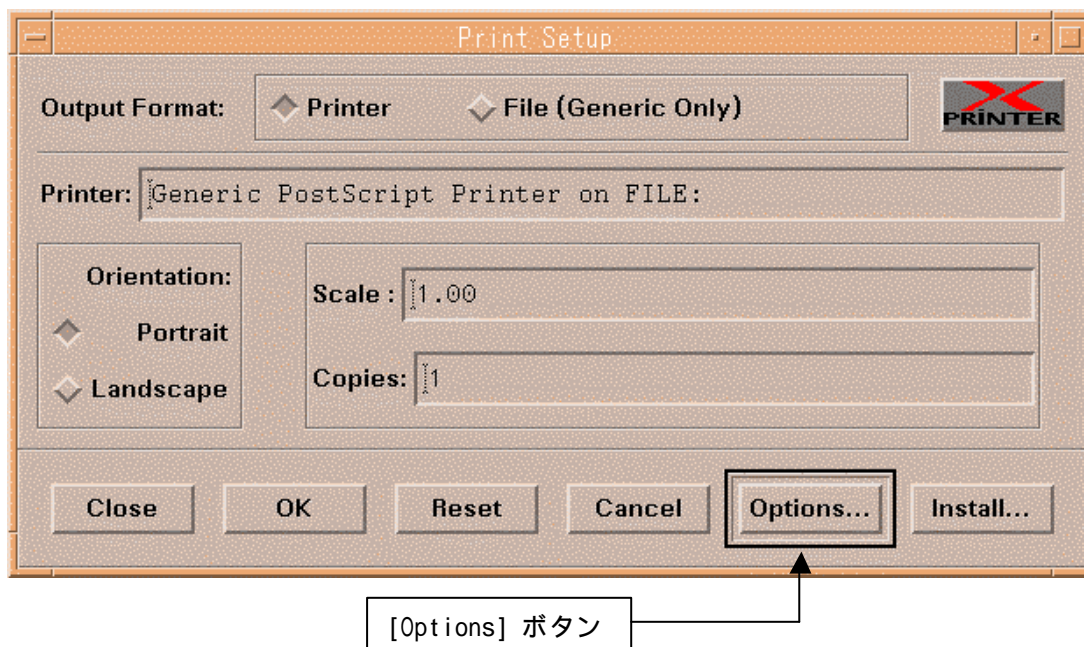 Print Setup
Output Format: Printer File (Generic Only)
XPRINTER
Printer: Generic PostScript Printer on FILE:
Orientation:
Portrait
Landscape
Scale : 1.00
Copies: 1
Close OK Reset Cancel Options... Install...
[Options] ボタン